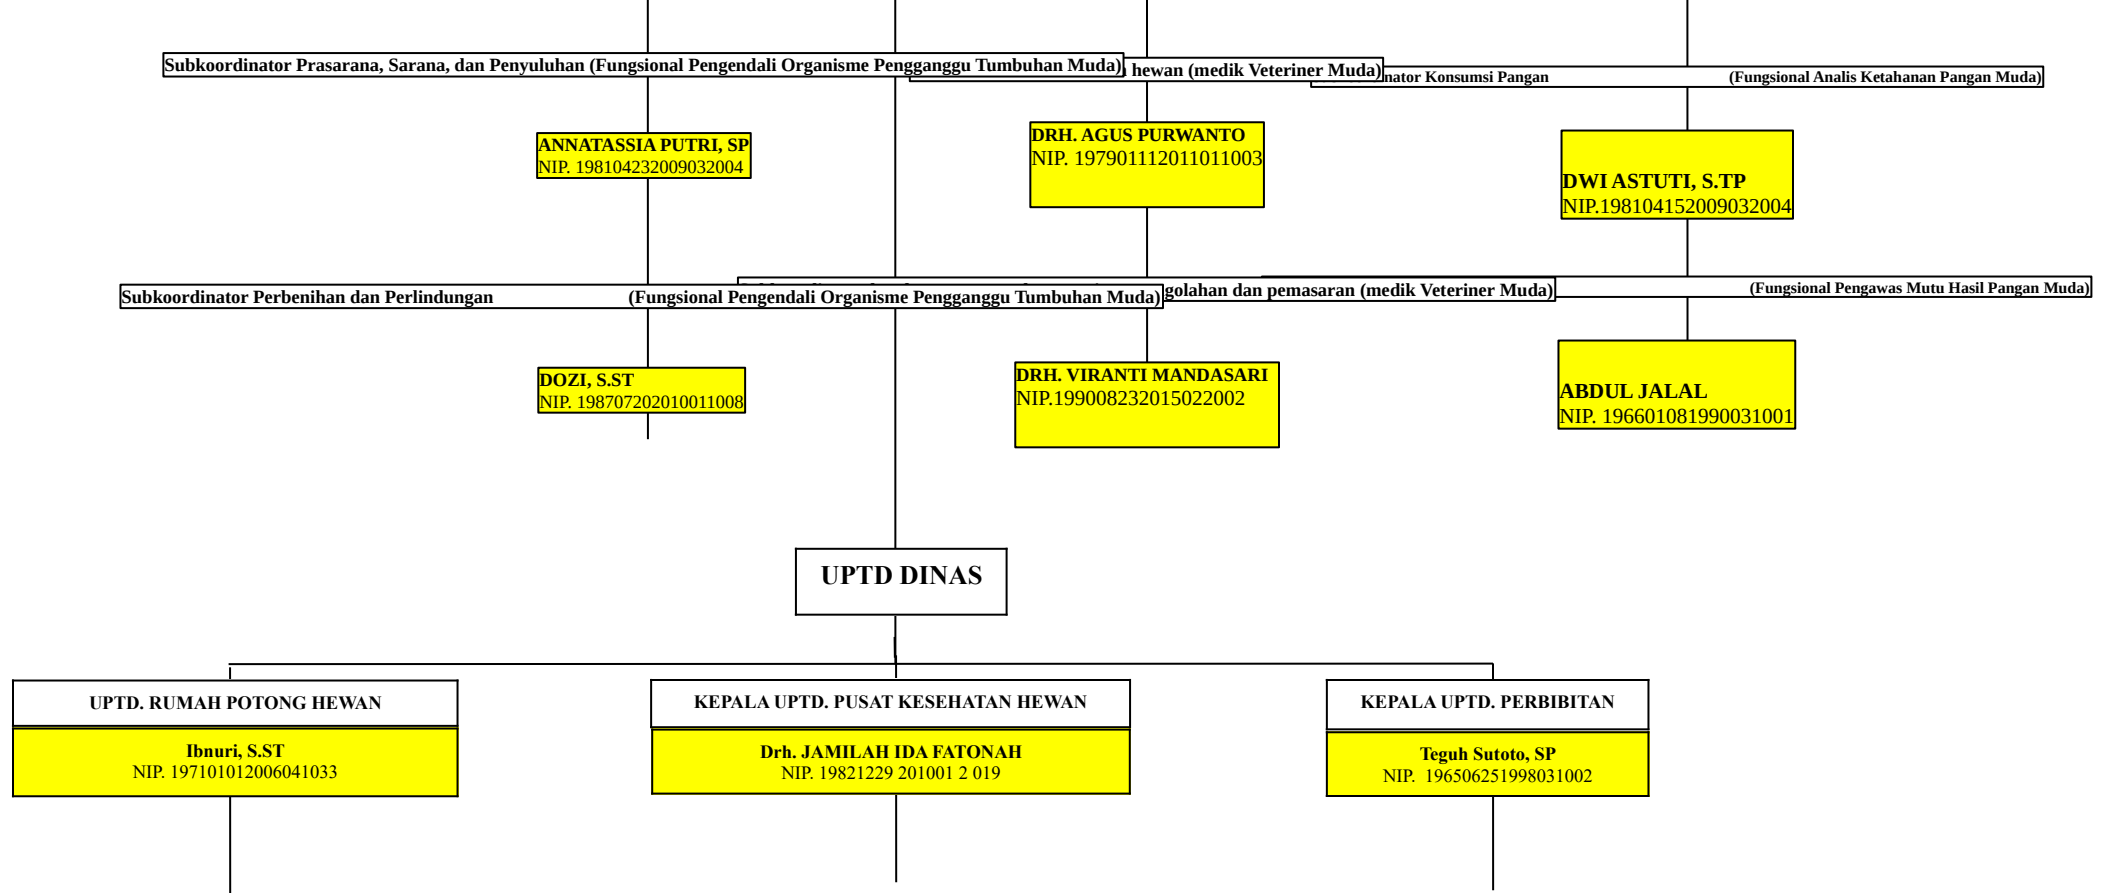 Subkoordinator Prasarana, Sarana, dan Penyuluhan (Fungsional Pengendali Organisme Pengganggu Tumbuhan Muda)
hewan (medik Veteriner Muda)
nator Konsumsi Pangan (Fungsional Analis Ketahanan Pangan Muda)
ANNATASSIA PUTRI, SP
NIP. 198104232009032004
DRH. AGUS PURWANTO
NIP. 197901112011011003
DWI ASTUTI, S.TP
NIP.198104152009032004
Subkoordinator Perbenihan dan Perlindungan (Fungsional Pengendali Organisme Pengganggu Tumbuhan Muda)
golahan dan pemasaran (medik Veteriner Muda)
(Fungsional Pengawas Mutu Hasil Pangan Muda)
DOZI, S.ST
NIP. 198707202010011008
DRH. VIRANTI MANDASARI
NIP.199008232015022002
ABDUL JALAL
NIP. 196601081990031001
UPTD DINAS
UPTD. RUMAH POTONG HEWAN
Ibnuri, S.ST
NIP. 197101012006041033
KEPALA UPTD. PUSAT KESEHATAN HEWAN
Drh. JAMILAH IDA FATONAH
NIP. 19821229 201001 2 019
KEPALA UPTD. PERBIBITAN
Teguh Sutoto, SP
NIP. 196506251998031002